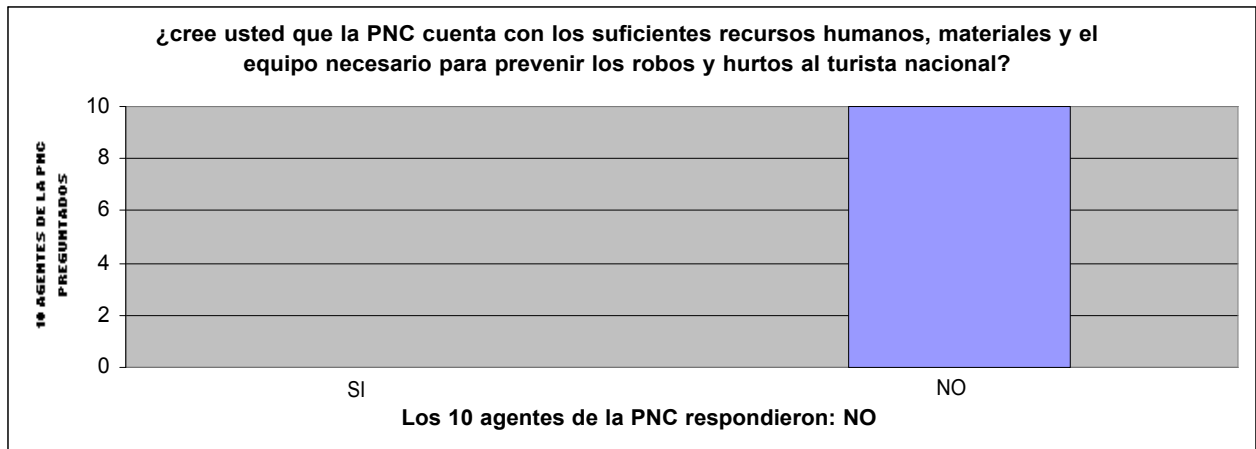 ¿cree usted que la PNC cuenta con los suficientes recursos humanos, materiales y el
equipo necesario para prevenir los robos y hurtos al turista nacional?
10 AGENTES DE LA PNC
PREGUNTADOS
10
8
6
4
2
0
SI
NO
Los 10 agentes de la PNC respondieron: NO